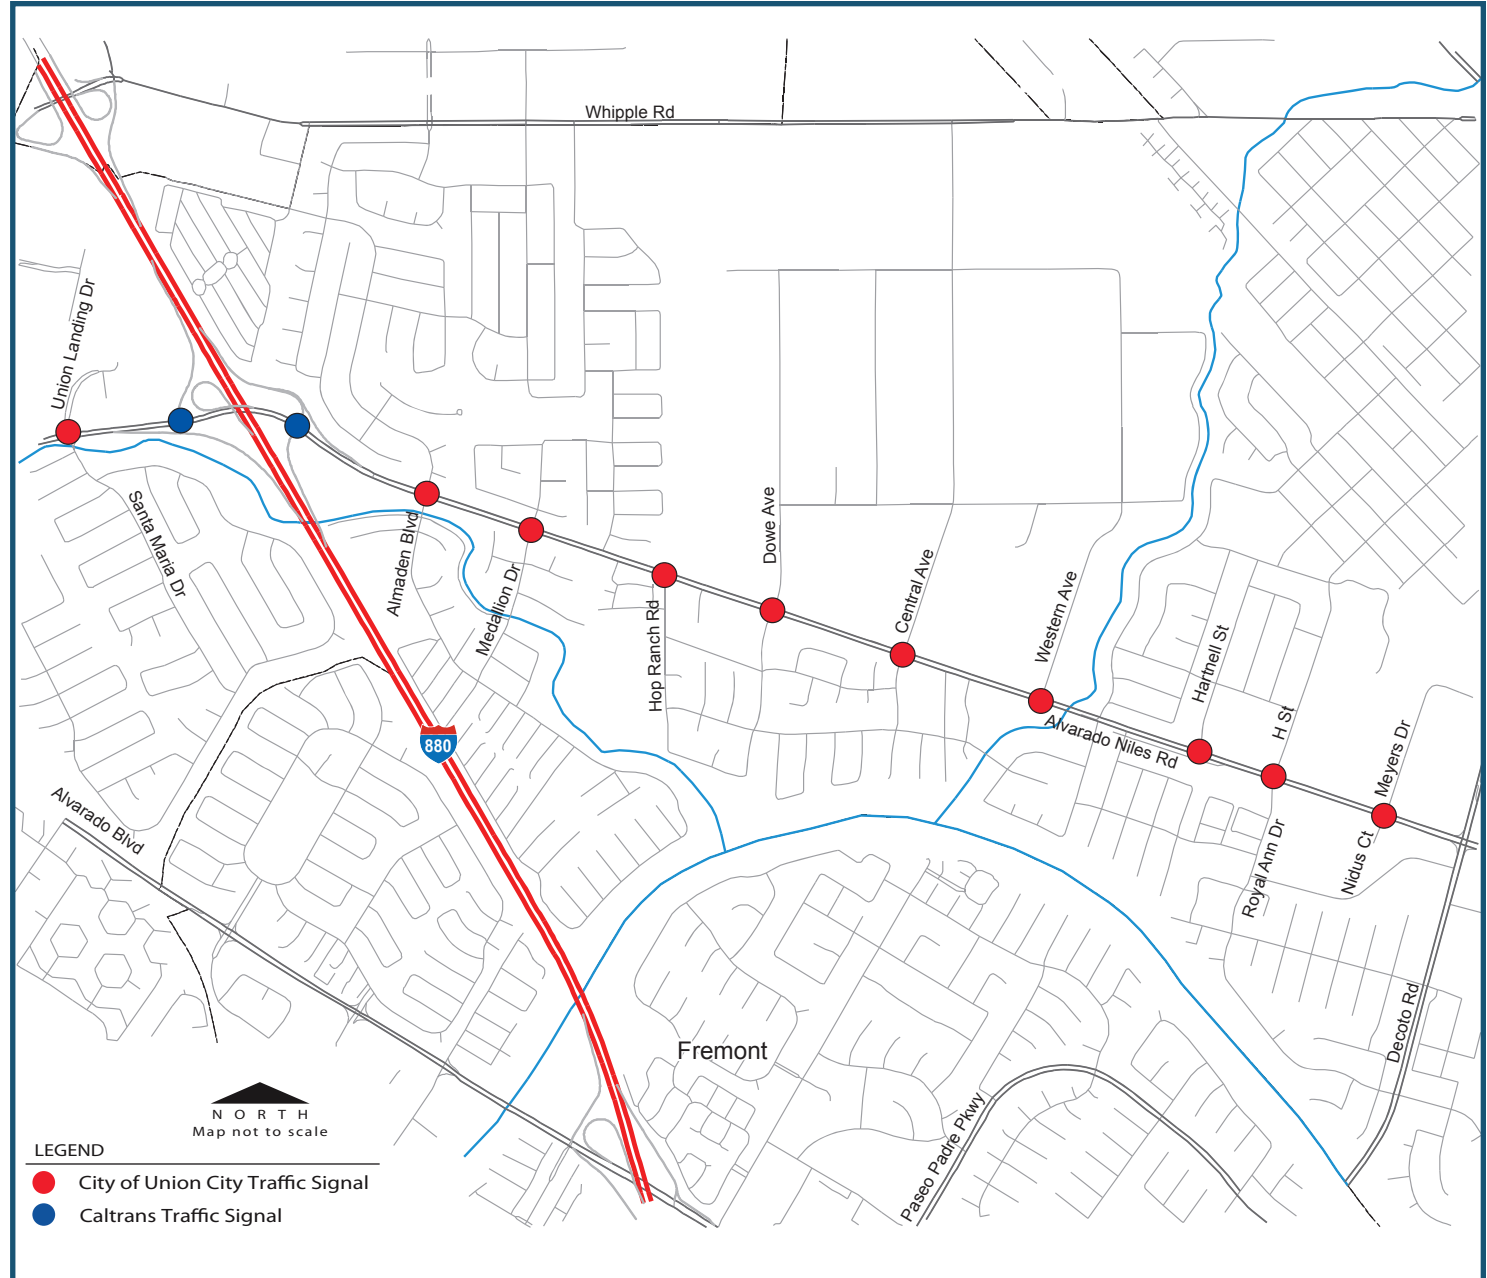 Whipple Rd
Union Landing Dr
Santa Maria Dr
Almaden Blvd
Medallion Dr
Hop Ranch Rd
Dowe Ave
Central Ave
Western Ave
Alvarado Niles Rd
Hartnell St
H St
Meyers Dr
Nidus Ct
Royal Ann Dr
Decoto Rd
880
Alvarado Blvd
Fremont
Paseo Padre Pkwy
NORTH
Map not to scale
LEGEND
City of Union City Traffic Signal
Caltrans Traffic Signal